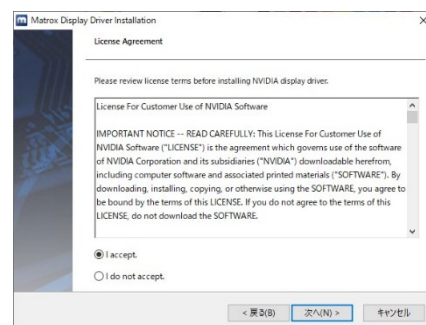 Matrox Display Driver Installation
License Agreement
Please review license terms before installing NVIDIA display driver.
License For Customer Use of NVIDIA Software
IMPORTANT NOTICE -- READ CAREFULLY: This License For Customer Use of
NVIDIA Software ("LICENSE") is the agreement which governs use of the software
of NVIDIA Corporation and its subsidiaries ("NVIDIA") downloadable herefrom,
including computer software and associated printed materials ("SOFTWARE"). By
downloading, installing, copying, or otherwise using the SOFTWARE, you agree to
be bound by the terms of this LICENSE. If you do not agree to the terms of this
LICENSE, do not download the SOFTWARE.
I accept.
I do not accept.
< 戻る(B) 次へ(N) > キャンセル